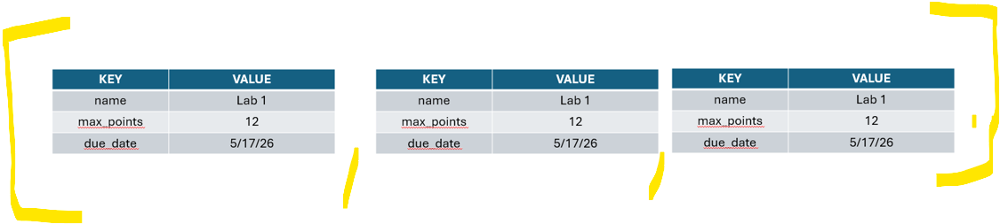 KEY VALUE
name Lab 1
max_points 12
due_date 5/17/26
KEY VALUE
name Lab 1
max_points 12
due_date 5/17/26
KEY VALUE
name Lab 1
max_points 12
due_date 5/17/26